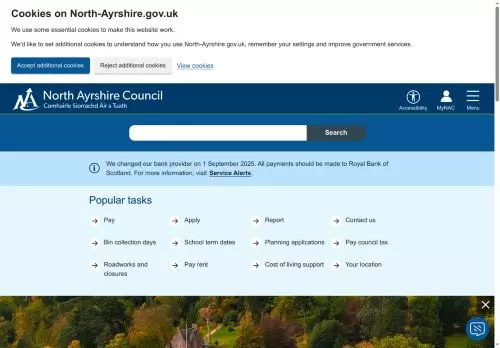 Cookies on North-Ayrshire.gov.uk
We use some essential cookies to make this website work.
We'd like to set additional cookies to understand how you use North-Ayrshire.gov.uk, remember your settings and improve government services.
Accept additional cookies
Reject additional cookies
View cookies
North Ayrshire Council
Comhairle Siorrachd Àir a Tuath
Accessibility
MyNAC
Menu
Search
We changed our bank provider on 1 September 2025. All payments should be made to Royal Bank of
Scotland. For more information, visit Service Alerts.
Popular tasks
Pay
Apply
Report
Contact us
Bin collection days
School term dates
Planning applications
Pay council tax
Roadworks and
closures
Pay rent
Cost of living support
Your location